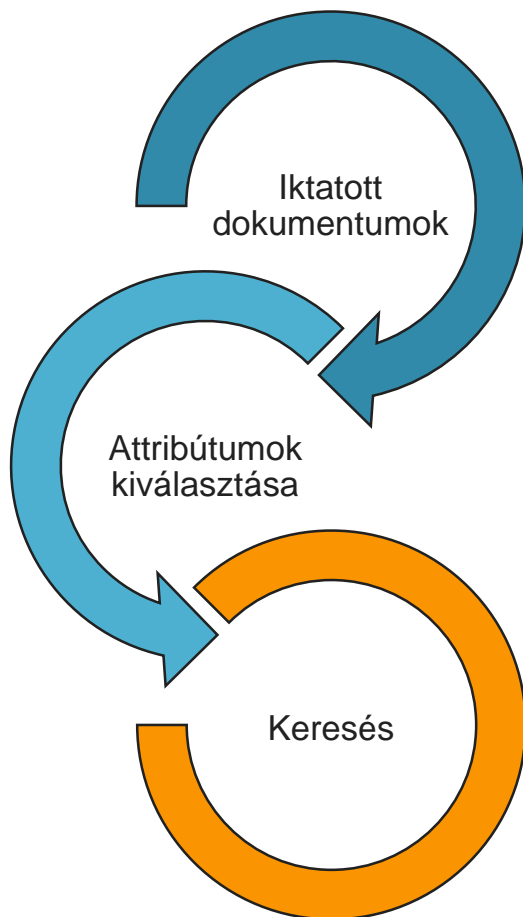 Iktatott
dokumentumok
Attribútumok
kiválasztása
Keresés